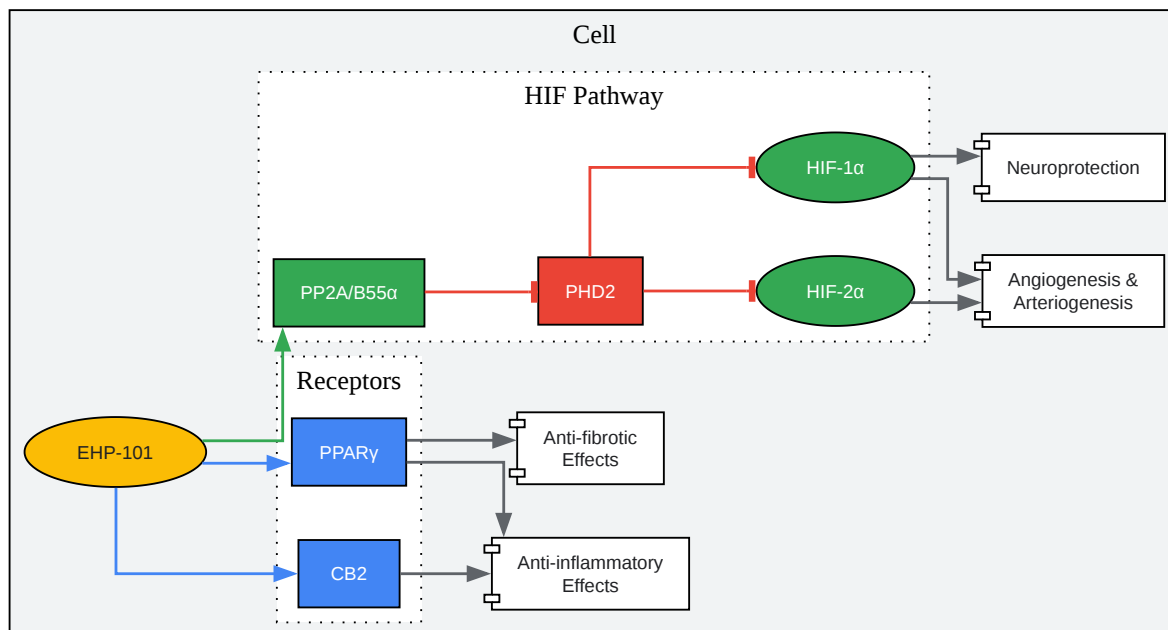 Cell
HIF Pathway
HIF-1α
Neuroprotection
PP2A/B55α
PHD2
HIF-2α
Angiogenesis &
Arteriogenesis
Receptors
EHP-101
PPARγ
Anti-fibrotic
Effects
CB2
Anti-inflammatory
Effects